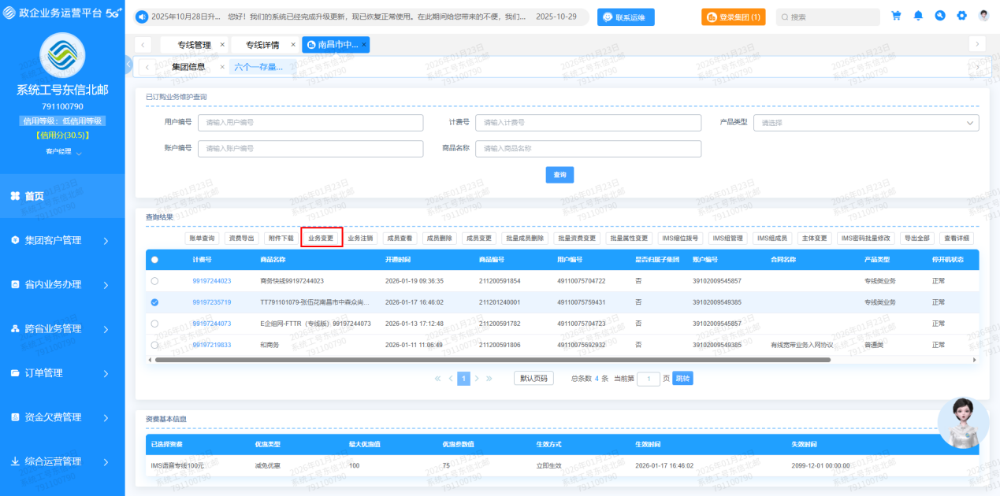 政企业务运营平台 5G
2025年10月28日升... 您好！我们的系统已经完成升级更新，现已恢复正常使用。在此期间给您带来的不便，我们... 2025-10-29
联系运维
登录集团 (1)
搜索
系统工号东信北邮
791100790
信用等级：低信用等级
【信用分(30.5)】
客户经理
首页
集团客户管理
省内业务办理
跨省业务管理
订单管理
资金欠费管理
综合运营管理
专线管理 × 专线详情 × 南昌市中... ×
集团信息 × 六个一存量...
已订购业务维护查询
用户编号 请输入用户编号 计费号 请输入计费号 产品类型 请选择
账户编号 请输入账户编号 商品名称 请输入商品名称
查询
查询结果
账单查询 资费导出 附件下载 业务变更 业务注销 成员查看 成员删除 成员变更 批量成员删除 批量资费变更 批量属性变更 IMS缩位拨号 IMS组管理 IMS组成员 主体变更 IMS密码批量修改 导出全部 查看详细
计费号 商品名称 开通时间 商品编号 用户编号 是否归属子集团 账户编号 合同名称 产品类型 停开机状态
99197244023 商务快线99197244023 2026-01-19 09:36:35 211200591854 49110075704722 否 39102009545857 专线类业务 正常
99197235719 TT791101079-张伍花南昌市中森众尚... 2026-01-17 16:46:02 211201240001 49110075759431 否 39102009549385 专线类业务 正常
99197244073 E企组网-FTTR（专线版）99197244073 2026-01-13 17:12:48 211200591782 49110075704723 否 39102009545857 正常
99197219833 和商务 2026-01-11 11:06:49 211200591806 49110075692932 否 39102009549385 有线宽带业务入网协议 普通类 正常
« < 1 > » 默认页码 总条数 4 条 当前第 1 页 跳转
资费基本信息
已选择资费 优惠类型 最大优惠值 优惠参数值 生效方式 生效时间 失效时间
IMS语音专线100元 减免优惠 100 75 立即生效 2026-01-17 16:46:02 2099-12-01 00:00:00
2026年01月23日
系统工号东信北邮
791100790